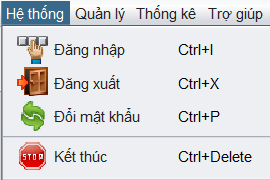 Hệ thống Quản lý Thống kê Trợ giúp
Đăng nhập Ctrl+I
Đăng xuất Ctrl+X
Đổi mật khẩu Ctrl+P
STOP Kết thúc Ctrl+Delete